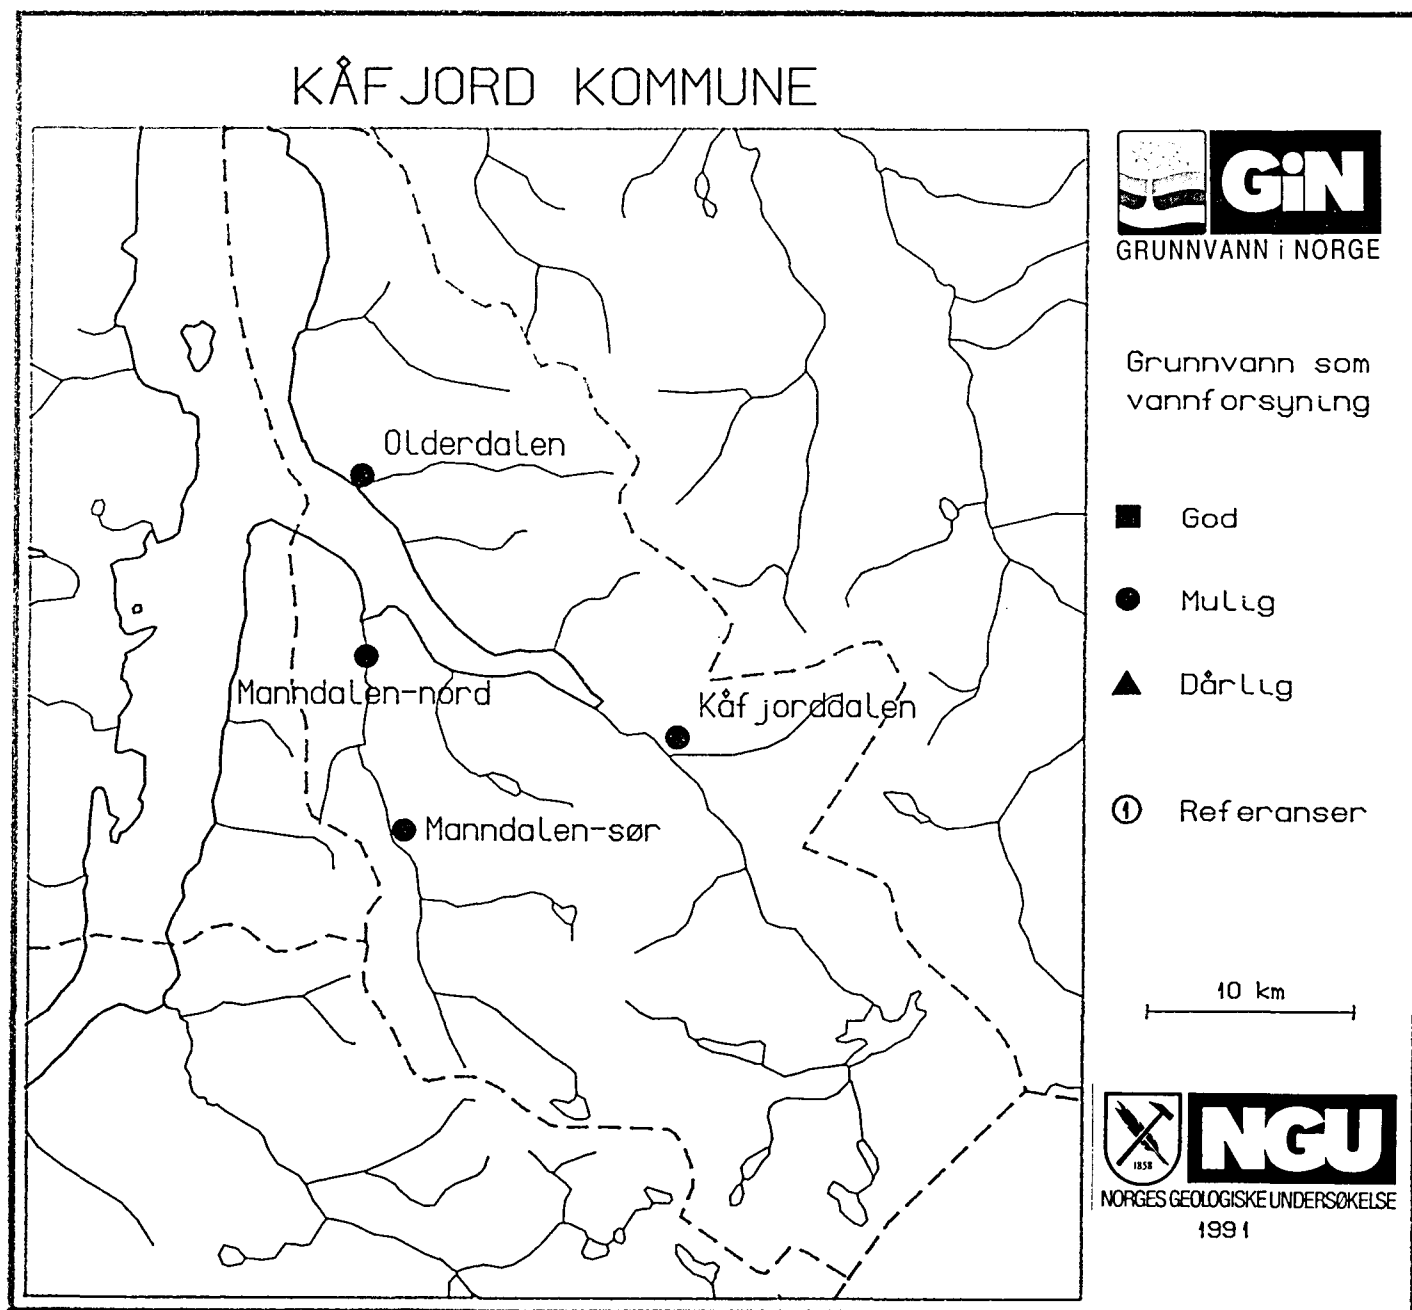 KÅFJORD KOMMUNE
GiN
GRUNNVANN i NORGE
Grunnvann som
vannforsyning
Olderdalen
God
Mulig
Manndalen-nord
Dårlig
Kåfjorddalen
1 Referanser
Manndalen-sør
10 km
NGU
1858
NORGES GEOLOGISKE UNDERSØKELSE
1991